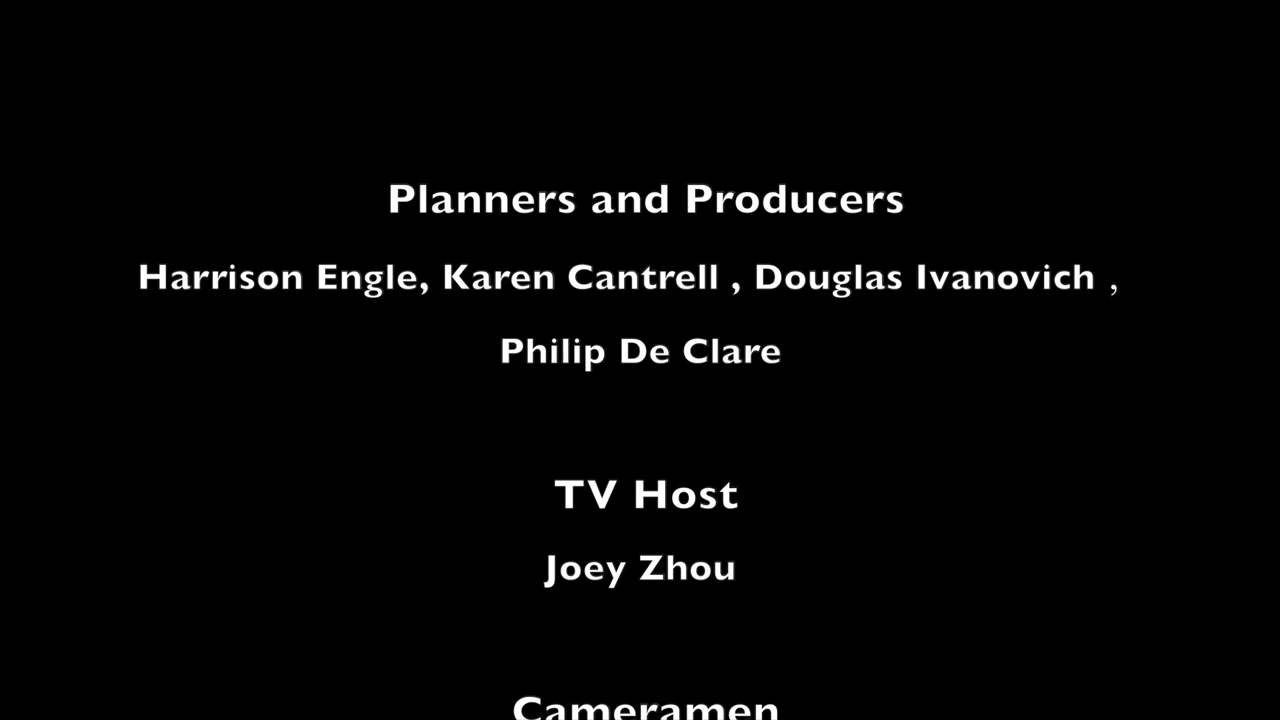 Planners and Producers
Harrison Engle, Karen Cantrell , Douglas Ivanovich ,
Philip De Clare
TV Host
Joey Zhou
Cameramen